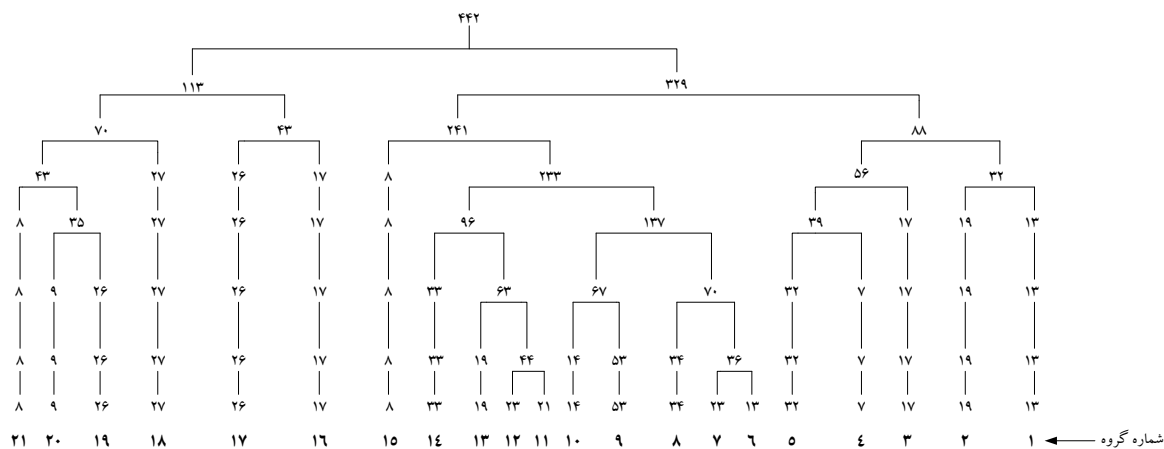 ۴۴۲
۳۲۹ ۱۱۳
۸۸ ۲۴۱ ۴۳ ۷۰
۳۲ ۵۶ ۲۳۳ ۸ ۱۷ ۲۶ ۲۷ ۴۳
۱۳ ۱۹ ۱۷ ۳۹ ۱۳۷ ۹۶ ۸ ۱۷ ۲۶ ۲۷ ۳۵ ۸
۱۳ ۱۹ ۱۷ ۷ ۳۲ ۷۰ ۶۷ ۶۳ ۳۳ ۸ ۱۷ ۲۶ ۲۷ ۲۶ ۹ ۸
۱۳ ۱۹ ۱۷ ۷ ۳۲ ۳۶ ۳۴ ۵۳ ۱۴ ۴۴ ۱۹ ۳۳ ۸ ۱۷ ۲۶ ۲۷ ۲۶ ۹ ۸
۱۳ ۱۹ ۱۷ ۷ ۳۲ ۱۳ ۲۳ ۳۴ ۵۳ ۱۴ ۲۱ ۲۳ ۱۹ ۳۳ ۸ ۱۷ ۲۶ ۲۷ ۲۶ ۹ ۸
شماره گروه ۱ ۲ ۳ ۴ ۵ ۶ ۷ ۸ ۹ ۱۰ ۱۱ ۱۲ ۱۳ ۱۴ ۱۵ ۱۶ ۱۷ ۱۸ ۱۹ ۲۰ ۲۱